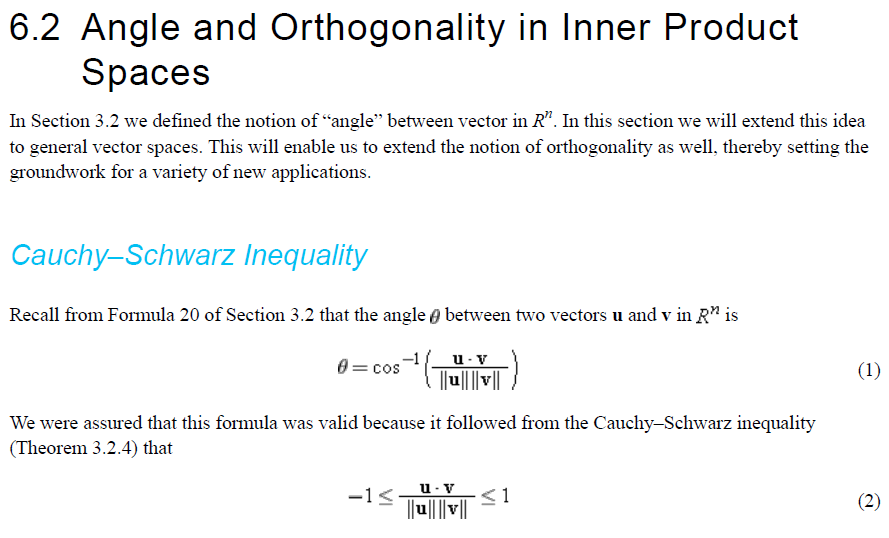 6.2 Angle and Orthogonality in Inner Product
Spaces
In Section 3.2 we defined the notion of “angle” between vector in Rⁿ. In this section we will extend this idea
to general vector spaces. This will enable us to extend the notion of orthogonality as well, thereby setting the
groundwork for a variety of new applications.
Cauchy–Schwarz Inequality
Recall from Formula 20 of Section 3.2 that the angle θ between two vectors u and v in Rⁿ is
θ = cos⁻¹( u · v / ‖u‖ ‖v‖ ) (1)
We were assured that this formula was valid because it followed from the Cauchy–Schwarz inequality
(Theorem 3.2.4) that
−1 ≤ u · v / ‖u‖ ‖v‖ ≤ 1 (2)